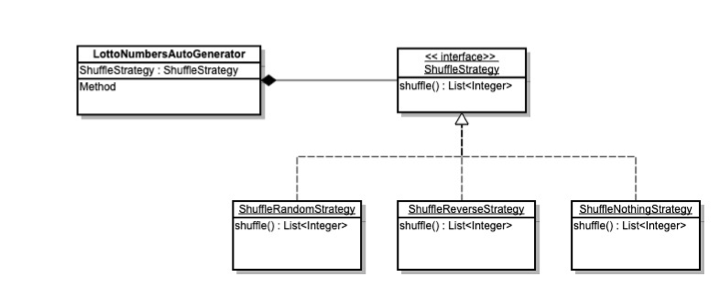 LottoNumbersAutoGenerator
ShuffleStrategy : ShuffleStrategy
Method
<< interface>>
ShuffleStrategy
shuffle() : List<Integer>
ShuffleRandomStrategy
shuffle() : List<Integer>
ShuffleReverseStrategy
shuffle() : List<Integer>
ShuffleNothingStrategy
shuffle() : List<Integer>